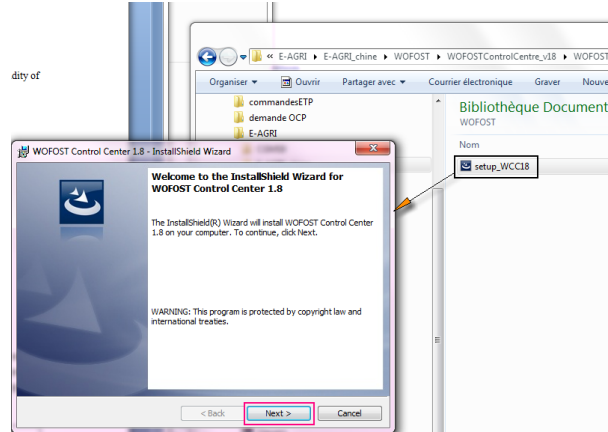 dity of
« E-AGRI ▸ E-AGRI_chine ▸ WOFOST ▸ WOFOSTControlCentre_v18 ▸ WOFOST
Organiser Ouvrir Partager avec Courrier électronique Graver Nouve
commandesETP
demande OCP
E-AGRI
Bibliothèque Document
WOFOST
Nom
setup_WCC18
WOFOST Control Center 1.8 - InstallShield Wizard
Welcome to the InstallShield Wizard for
WOFOST Control Center 1.8
The InstallShield(R) Wizard will install WOFOST Control Center
1.8 on your computer. To continue, click Next.
WARNING: This program is protected by copyright law and
international treaties.
< Back Next > Cancel